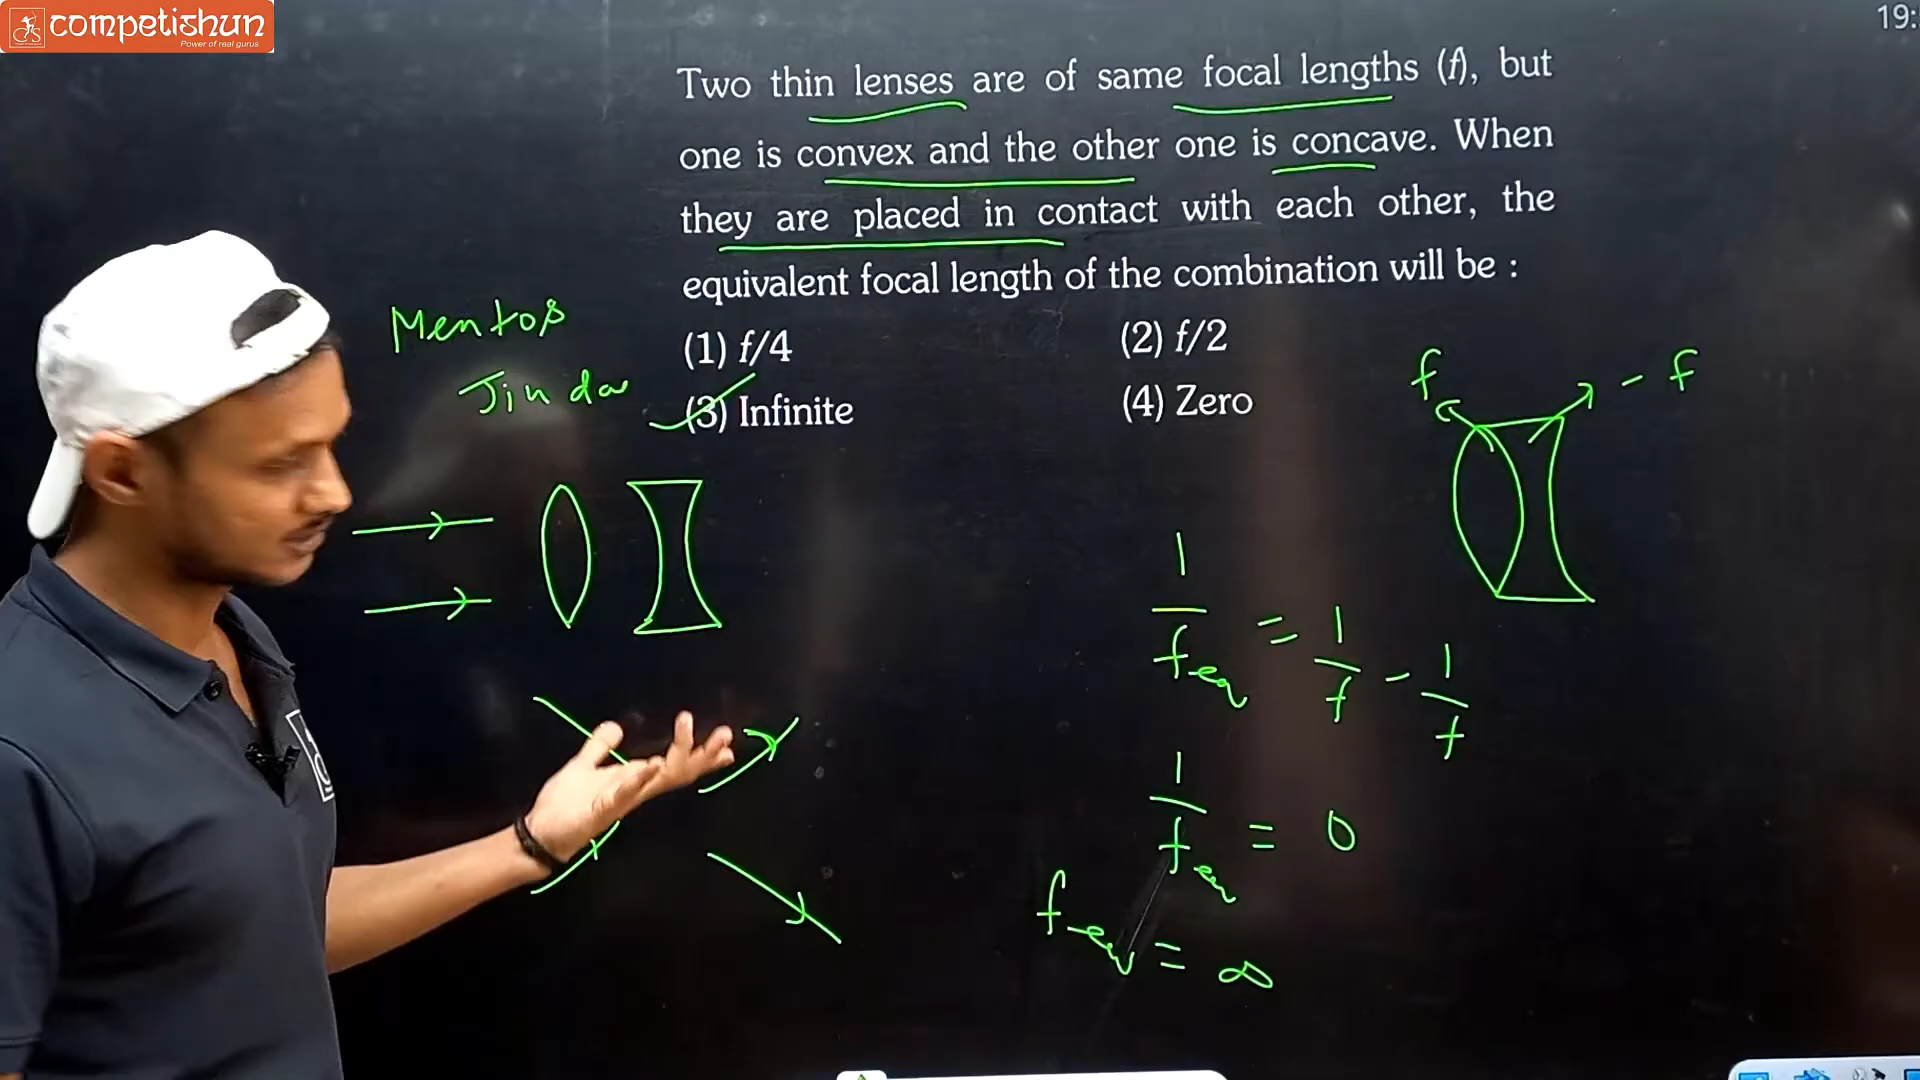 competishun
Power of real gurus
19:
Two thin lenses are of same focal lengths (f), but
one is convex and the other one is concave. When
they are placed in contact with each other, the
equivalent focal length of the combination will be :
(1) f/4
(2) f/2
(3) Infinite
(4) Zero
Mentos
Jinda
f
- f
1/feq = 1/f - 1/f
1/feq = 0
feq = ∞